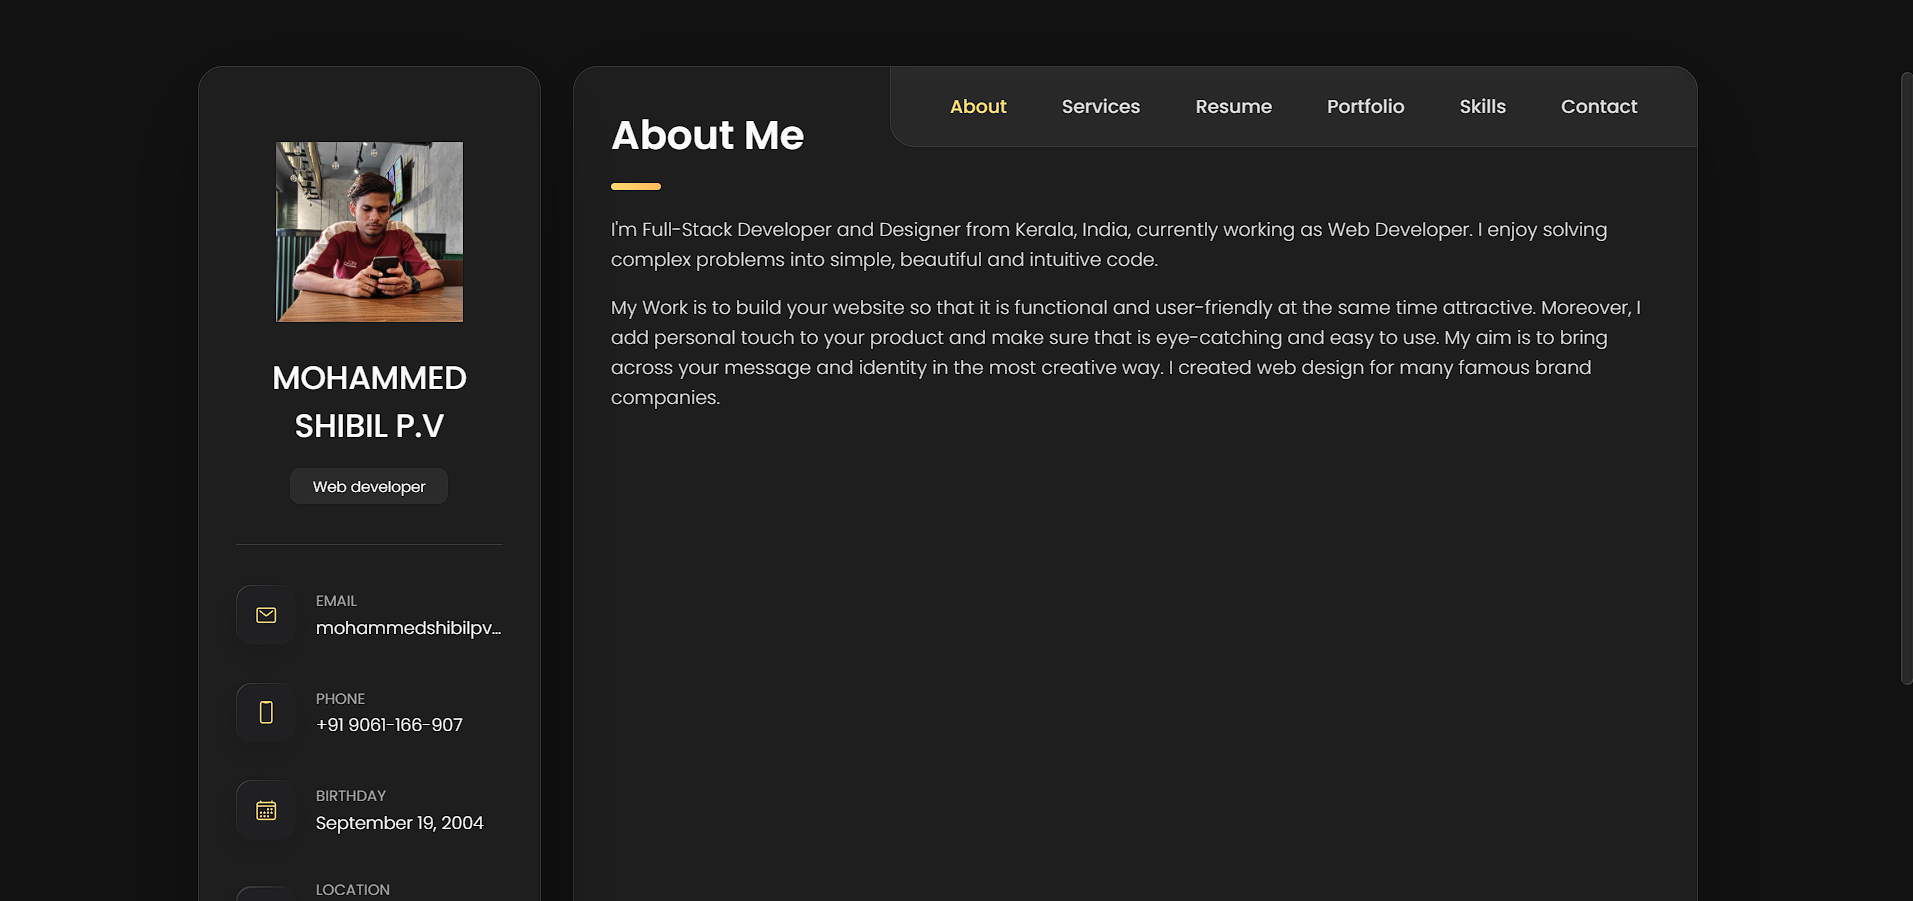 MOHAMMED
SHIBIL P.V
Web developer
EMAIL
mohammedshibilpv...
PHONE
+91 9061-166-907
BIRTHDAY
September 19, 2004
LOCATION
About Services Resume Portfolio Skills Contact
About Me
I'm Full-Stack Developer and Designer from Kerala, India, currently working as Web Developer. I enjoy solving
complex problems into simple, beautiful and intuitive code.
My Work is to build your website so that it is functional and user-friendly at the same time attractive. Moreover, I
add personal touch to your product and make sure that is eye-catching and easy to use. My aim is to bring
across your message and identity in the most creative way. I created web design for many famous brand
companies.